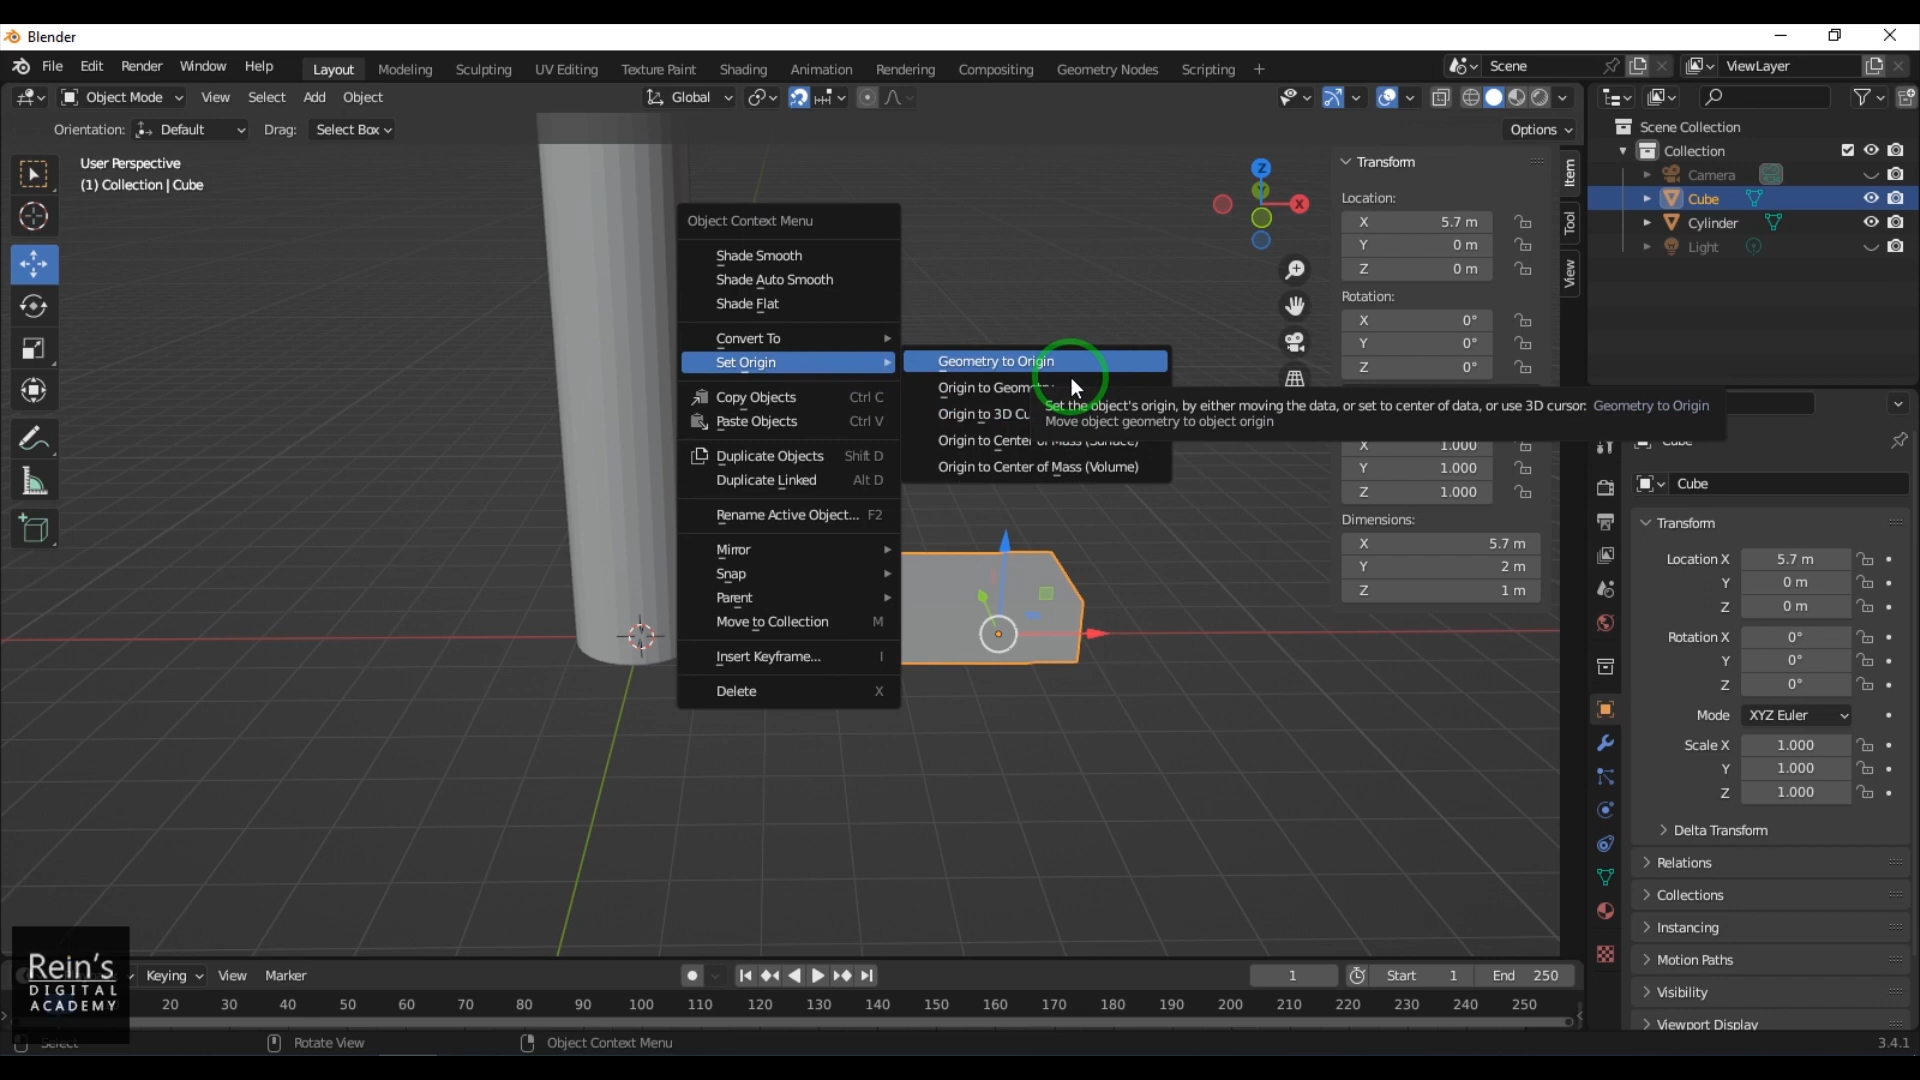 Blender
File Edit Render Window Help Layout Modeling Sculpting UV Editing Texture Paint Shading Animation Rendering Compositing Geometry Nodes Scripting + Scene ViewLayer
Object Mode View Select Add Object Global
Orientation: Default Drag: Select Box Options
User Perspective
(1) Collection | Cube
Object Context Menu
Shade Smooth
Shade Auto Smooth
Shade Flat
Convert To
Set Origin
Copy Objects Ctrl C
Paste Objects Ctrl V
Duplicate Objects Shift D
Duplicate Linked Alt D
Rename Active Object... F2
Mirror
Snap
Parent
Move to Collection M
Insert Keyframe... I
Delete X
Geometry to Origin
Origin to Geometry
Origin to 3D Cu
Origin to Center of Mass (Surface)
Origin to Center of Mass (Volume)
Set the object's origin, by either moving the data, or set to center of data, or use 3D cursor: Geometry to Origin
Move object geometry to object origin
Z
X
Transform
Location:
X 5.7 m
Y 0 m
Z 0 m
Rotation:
X 0°
Y 0°
Z 0°
X 1.000
Y 1.000
Z 1.000
Dimensions:
X 5.7 m
Y 2 m
Z 1 m
Item
Tool
View
Scene Collection
Collection
Camera
Cube
Cylinder
Light
Cube
Cube
Transform
Location X 5.7 m
Y 0 m
Z 0 m
Rotation X 0°
Y 0°
Z 0°
Mode XYZ Euler
Scale X 1.000
Y 1.000
Z 1.000
Delta Transform
Relations
Collections
Instancing
Motion Paths
Visibility
Viewport Display
Rein's
DIGITAL
ACADEMY
Keying View Marker 1 Start 1 End 250
20 30 40 50 60 70 80 90 100 110 120 130 140 150 160 170 180 190 200 210 220 230 240 250
Select Rotate View Object Context Menu 3.4.1